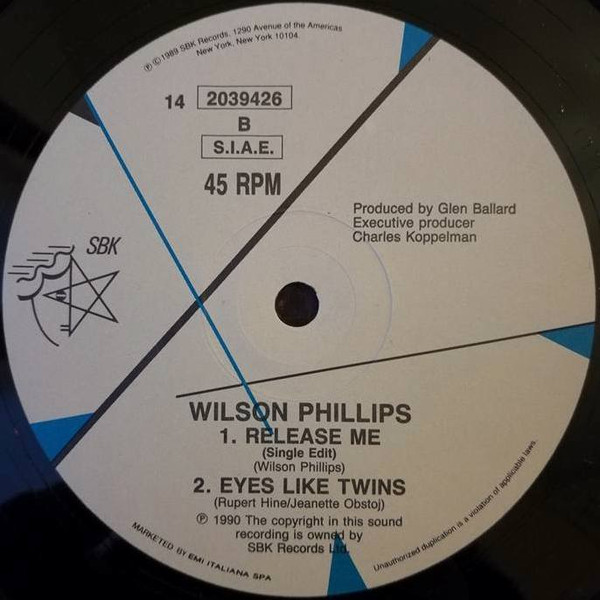 ℗ © 1989 SBK Records, 1290 Avenue of the Americas
New York, New York 10104.
14 2039426
B
S.I.A.E.
45 RPM
Produced by Glen Ballard
Executive producer
Charles Koppelman
SBK
WILSON PHILLIPS
1. RELEASE ME
(Single Edit)
(Wilson Phillips)
2. EYES LIKE TWINS
(Rupert Hine/Jeanette Obstoj)
℗ 1990 The copyright in this sound
recording is owned by
SBK Records Ltd.
MARKETED BY EMI ITALIANA SPA
Unauthorized duplication is a violation of applicable laws.